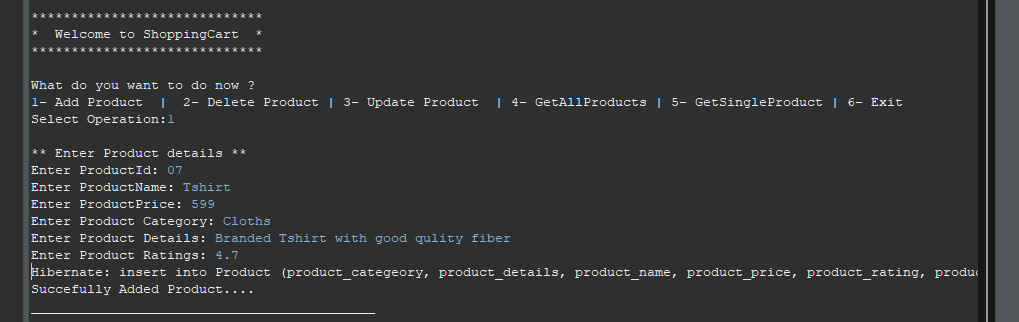 *****************************
*  Welcome to ShoppingCart  *
*****************************
What do you want to do now ?
1- Add Product  |  2- Delete Product | 3- Update Product  | 4- GetAllProducts | 5- GetSingleProduct | 6- Exit
Select Operation:1
** Enter Product details **
Enter ProductId: 07
Enter ProductName: Tshirt
Enter ProductPrice: 599
Enter Product Category: Cloths
Enter Product Details: Branded Tshirt with good qulity fiber
Enter Product Ratings: 4.7
Hibernate: insert into Product (product_categeory, product_details, product_name, product_price, product_rating,
Succefully Added Product....